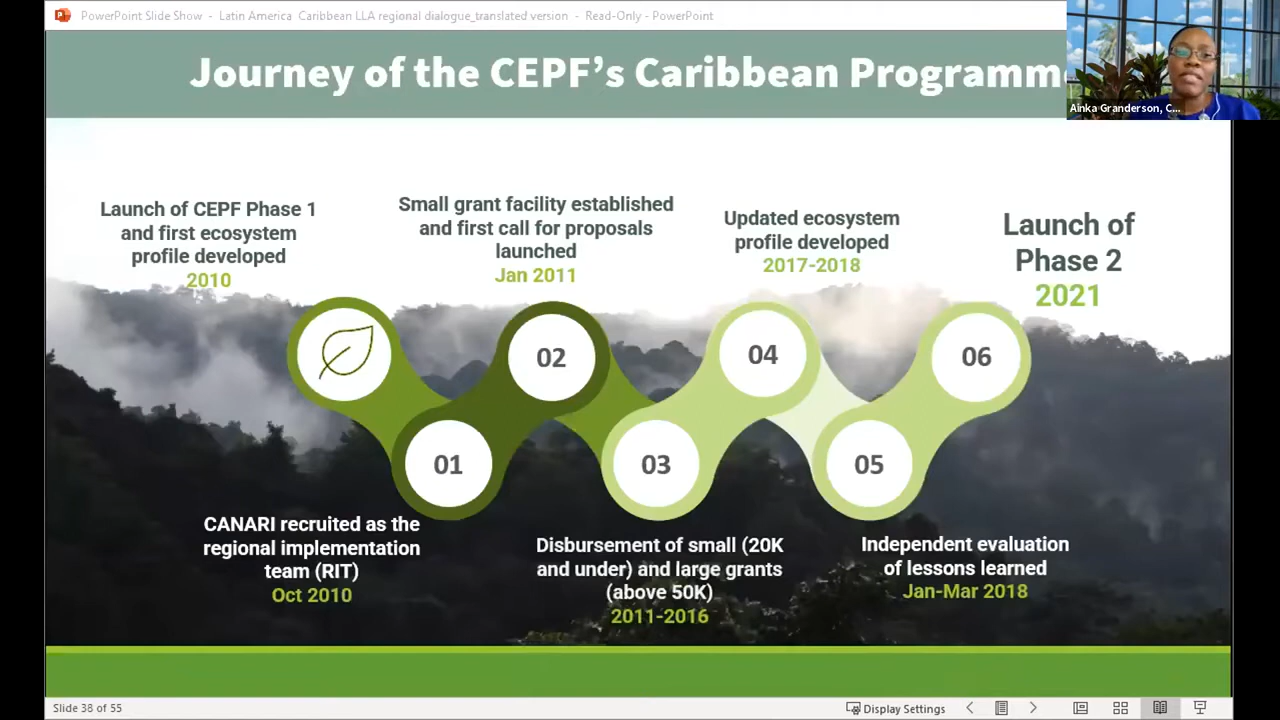 PowerPoint Slide Show - Latin America Caribbean LLA regional dialogue_translated version - Read-Only - PowerPoint
Journey of the CEPF's Caribbean Programm
Ainka Granderson, C...
Launch of CEPF Phase 1
and first ecosystem
profile developed
2010
Small grant facility established
and first call for proposals
launched
Jan 2011
Updated ecosystem
profile developed
2017-2018
Launch of
Phase 2
2021
02
04
06
01
03
05
CANARI recruited as the
regional implementation
team (RIT)
Oct 2010
Disbursement of small (20K
and under) and large grants
(above 50K)
2011-2016
Independent evaluation
of lessons learned
Jan-Mar 2018
Slide 38 of 55
Display Settings